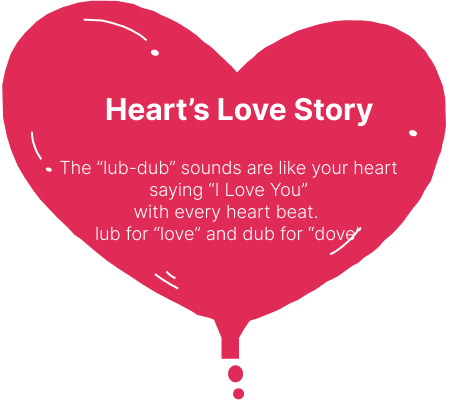 Heart’s Love Story
The “lub-dub” sounds are like your heart
saying “I Love You”
with every heart beat.
lub for “love” and dub for “dove”